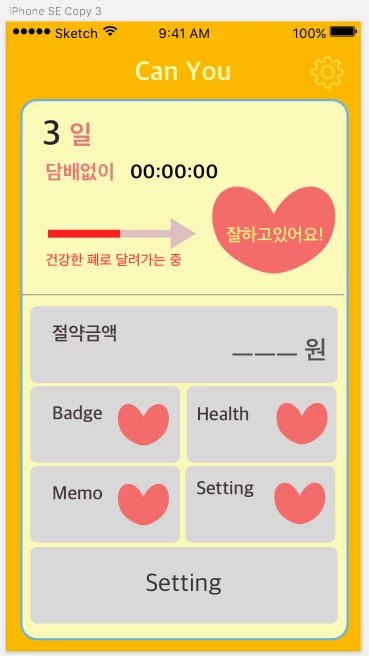 iPhone SE Copy 3
Sketch 9:41 AM 100%
Can You
3 일
담배없이 00:00:00
잘하고있어요!
건강한 폐로 달려가는 중
절약금액
___ 원
Badge
Health
Memo
Setting
Setting